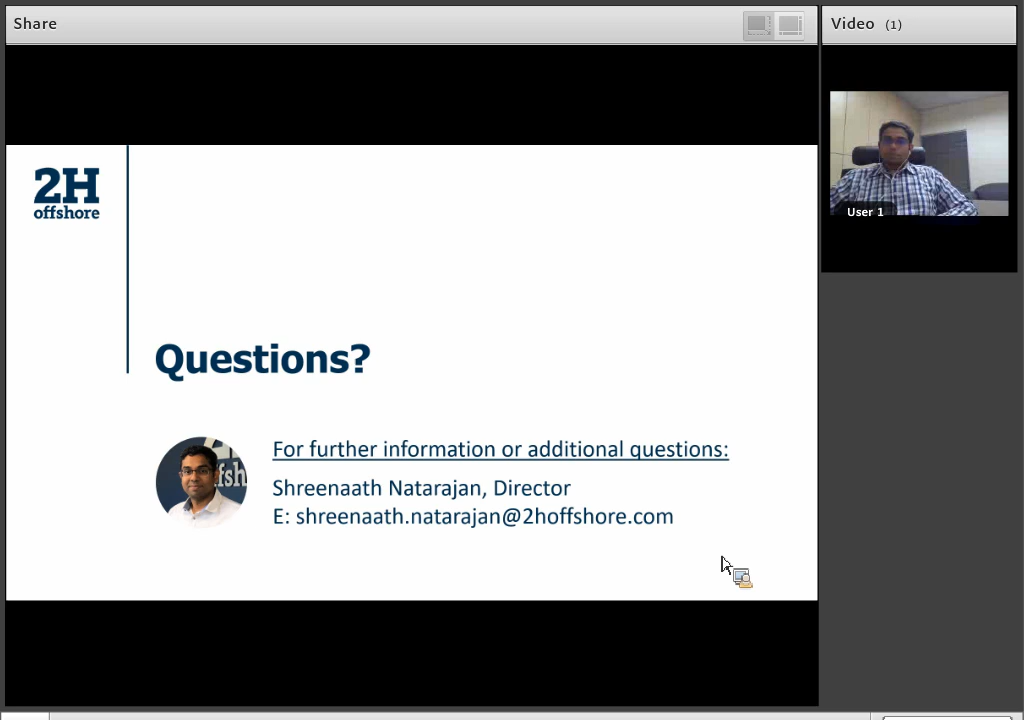 Share
Video (1)
2H
offshore
User 1
Questions?
fsh
For further information or additional questions:
Shreenaath Natarajan, Director
E: shreenaath.natarajan@2hoffshore.com